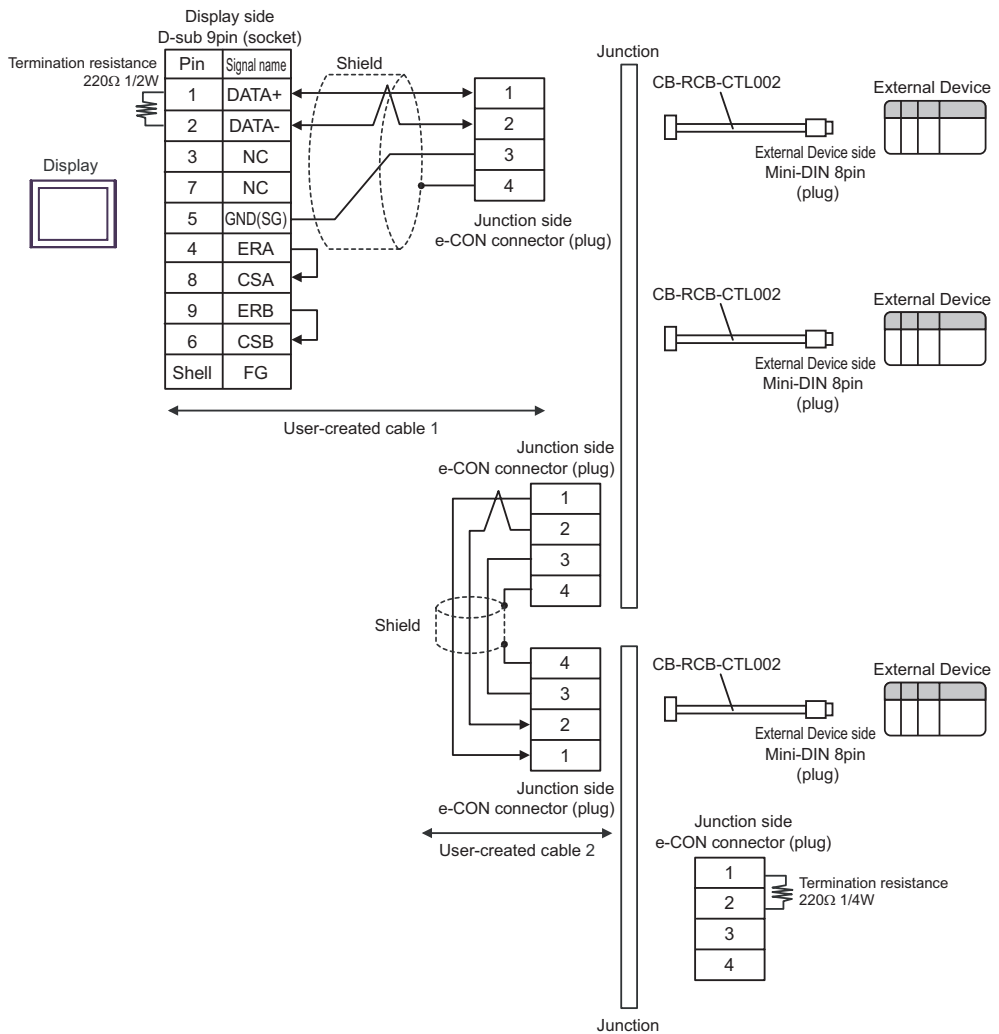 Display side
D-sub 9pin (socket)
Termination resistance
220Ω 1/2W
Pin Signal name
1 DATA+
2 DATA-
3 NC
7 NC
5 GND(SG)
4 ERA
8 CSA
9 ERB
6 CSB
Shell FG
Display
Shield
1
2
3
4
Junction side
e-CON connector (plug)
User-created cable 1
Junction
CB-RCB-CTL002
External Device
External Device side
Mini-DIN 8pin
(plug)
CB-RCB-CTL002
External Device
External Device side
Mini-DIN 8pin
(plug)
Junction side
e-CON connector (plug)
1
2
3
4
Shield
4
3
2
1
Junction side
e-CON connector (plug)
User-created cable 2
CB-RCB-CTL002
External Device
External Device side
Mini-DIN 8pin
(plug)
Junction side
e-CON connector (plug)
1
2
3
4
Termination resistance
220Ω 1/4W
Junction